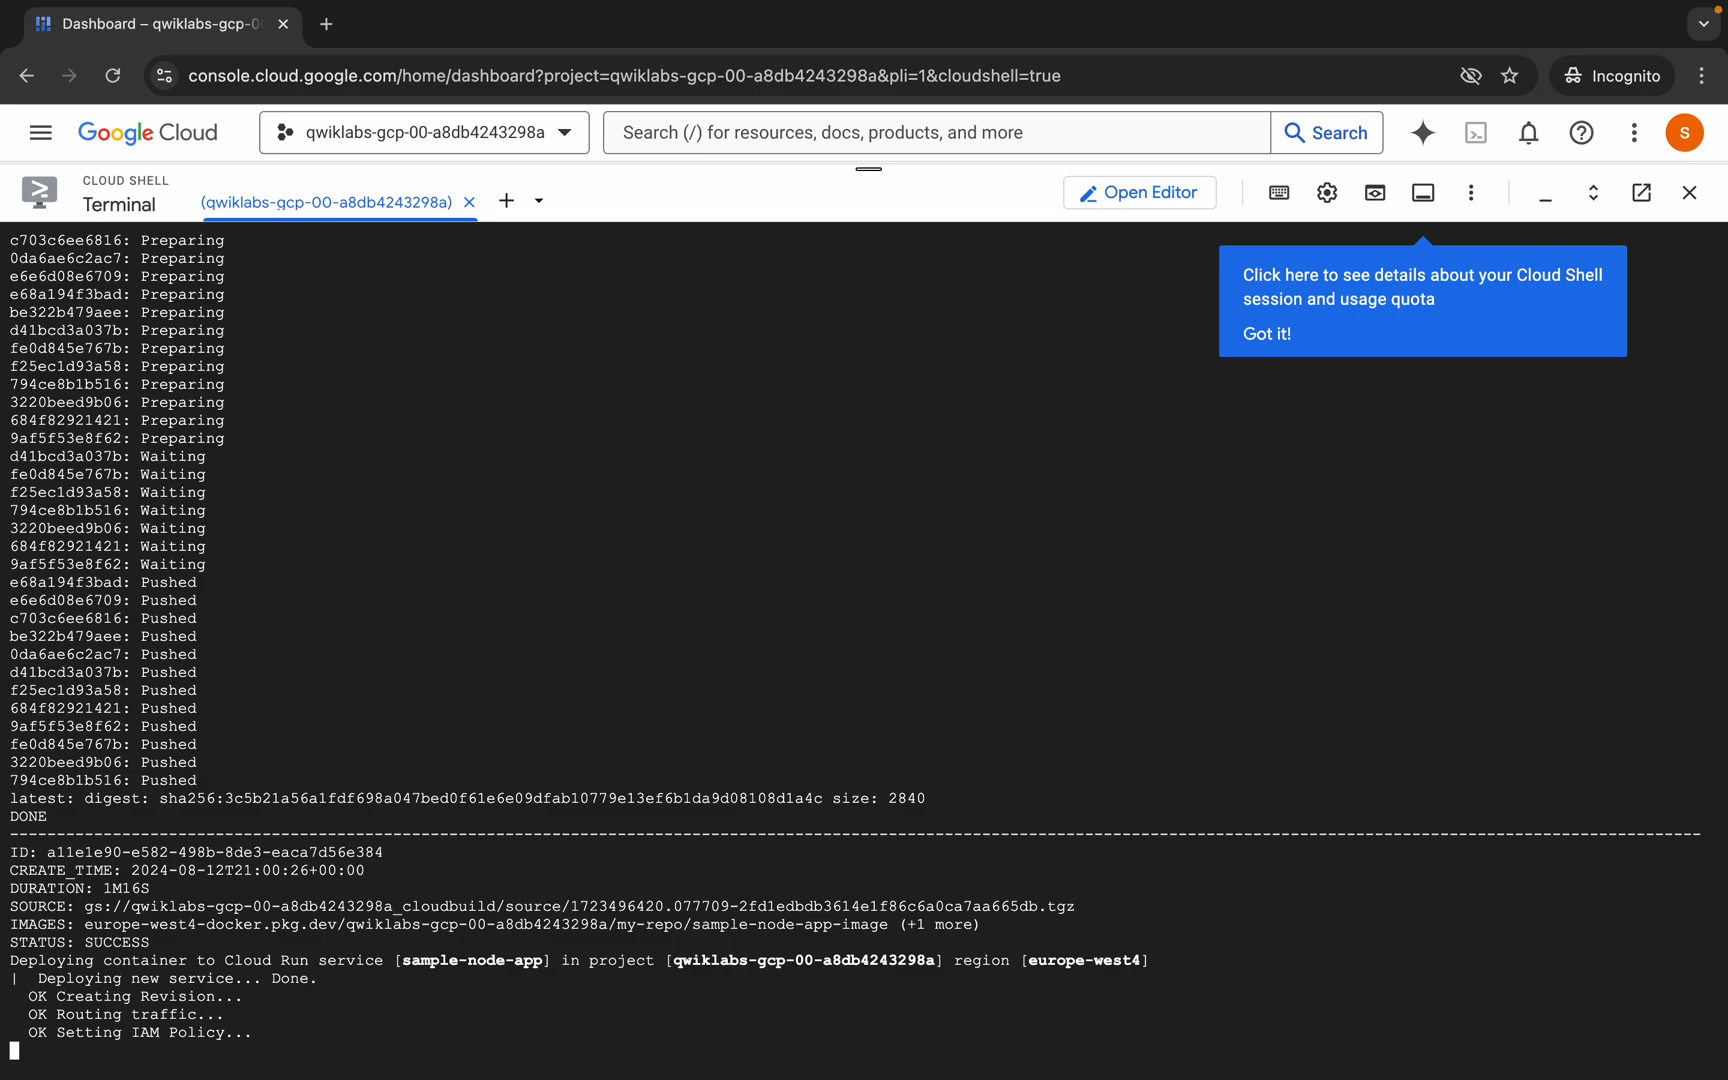 Dashboard – qwiklabs-gcp-0
console.cloud.google.com/home/dashboard?project=qwiklabs-gcp-00-a8db4243298a&pli=1&cloudshell=true
Incognito
Google Cloud
qwiklabs-gcp-00-a8db4243298a
Search (/) for resources, docs, products, and more
Search
S
CLOUD SHELL
Terminal
(qwiklabs-gcp-00-a8db4243298a)
Open Editor
Click here to see details about your Cloud Shell
session and usage quota
Got it!
c703c6ee6816: Preparing
0da6ae6c2ac7: Preparing
e6e6d08e6709: Preparing
e68a194f3bad: Preparing
be322b479aee: Preparing
d41bcd3a037b: Preparing
fe0d845e767b: Preparing
f25ec1d93a58: Preparing
794ce8b1b516: Preparing
3220beed9b06: Preparing
684f82921421: Preparing
9af5f53e8f62: Preparing
d41bcd3a037b: Waiting
fe0d845e767b: Waiting
f25ec1d93a58: Waiting
794ce8b1b516: Waiting
3220beed9b06: Waiting
684f82921421: Waiting
9af5f53e8f62: Waiting
e68a194f3bad: Pushed
e6e6d08e6709: Pushed
c703c6ee6816: Pushed
be322b479aee: Pushed
0da6ae6c2ac7: Pushed
d41bcd3a037b: Pushed
f25ec1d93a58: Pushed
684f82921421: Pushed
9af5f53e8f62: Pushed
fe0d845e767b: Pushed
3220beed9b06: Pushed
794ce8b1b516: Pushed
latest: digest: sha256:3c5b21a56a1fdf698a047bed0f61e6e09dfab10779e13ef6b1da9d08108d1a4c size: 2840
DONE
ID: a11e1e90-e582-498b-8de3-eaca7d56e384
CREATE_TIME: 2024-08-12T21:00:26+00:00
DURATION: 1M16S
SOURCE: gs://qwiklabs-gcp-00-a8db4243298a_cloudbuild/source/1723496420.077709-2fd1edbdb3614e1f86c6a0ca7aa665db.tgz
IMAGES: europe-west4-docker.pkg.dev/qwiklabs-gcp-00-a8db4243298a/my-repo/sample-node-app-image (+1 more)
STATUS: SUCCESS
Deploying container to Cloud Run service [sample-node-app] in project [qwiklabs-gcp-00-a8db4243298a] region [europe-west4]
| Deploying new service... Done.
OK Creating Revision...
OK Routing traffic...
OK Setting IAM Policy...